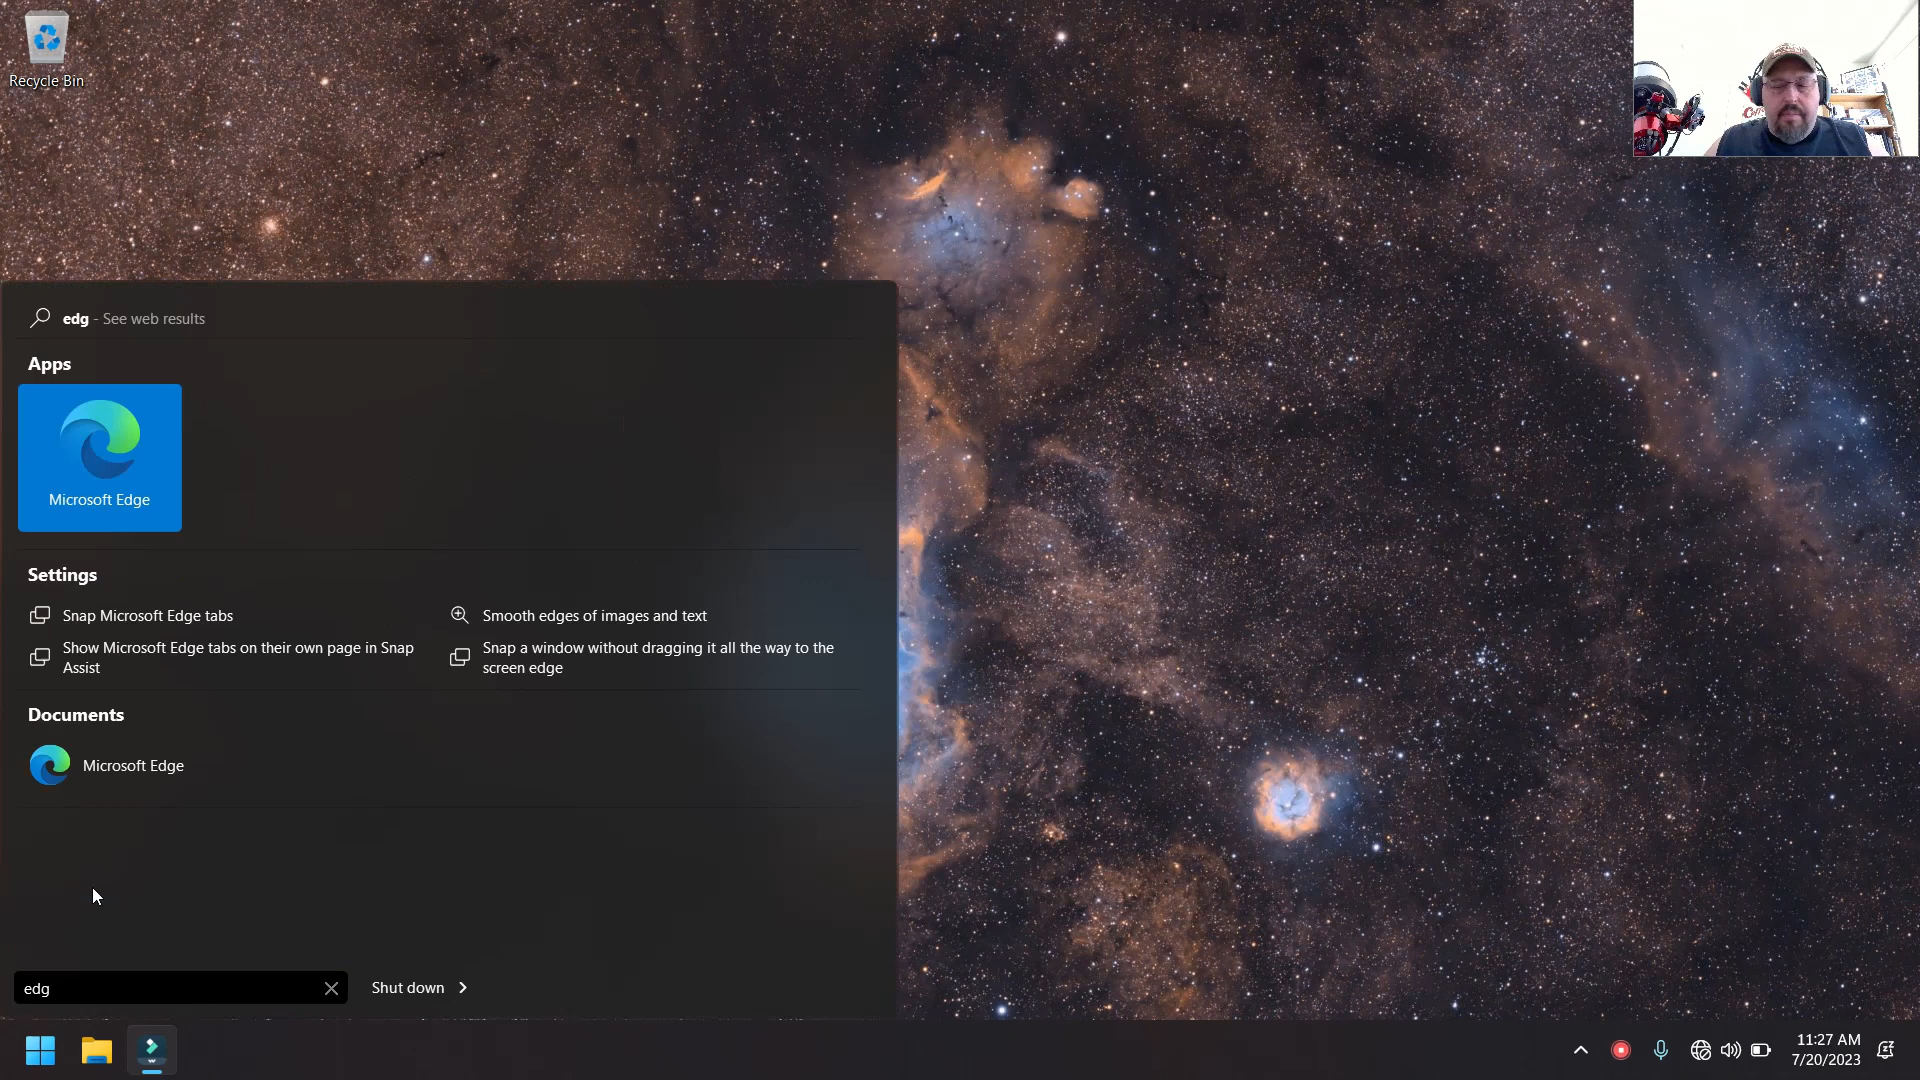 Recycle Bin
edg - See web results
Apps
Microsoft Edge
Settings
Snap Microsoft Edge tabs
Smooth edges of images and text
Show Microsoft Edge tabs on their own page in Snap
Assist
Snap a window without dragging it all the way to the
screen edge
Documents
Microsoft Edge
edg
Shut down
11:27 AM
7/20/2023